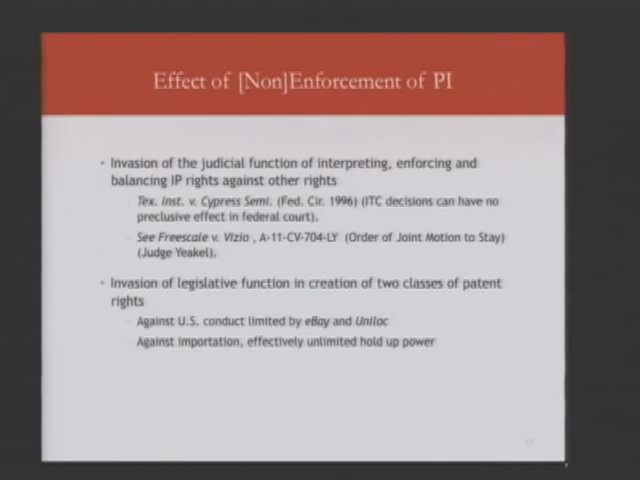 Effect of [Non]Enforcement of PI
Invasion of the judicial function of interpreting, enforcing and
balancing IP rights against other rights
Tex. Inst. v. Cypress Semi. (Fed. Cir. 1996) (ITC decisions can have no
preclusive effect in federal court).
See Freescale v. Vizio , A-11-CV-704-LY (Order of Joint Motion to Stay)
(Judge Yeakel).
Invasion of legislative function in creation of two classes of patent
rights
Against U.S. conduct limited by eBay and Uniloc
Against importation, effectively unlimited hold up power